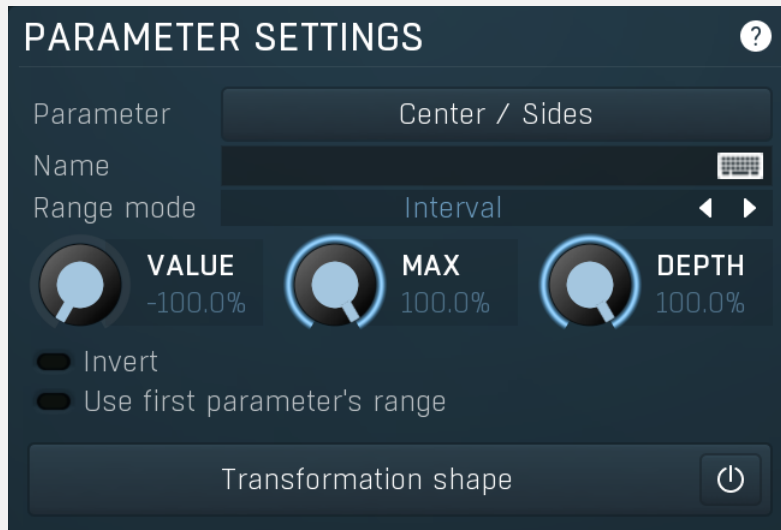 PARAMETER SETTINGS ?
Parameter Center / Sides
Name
Range mode Interval
VALUE MAX DEPTH
-100.0% 100.0% 100.0%
Invert
Use first parameter's range
Transformation shape